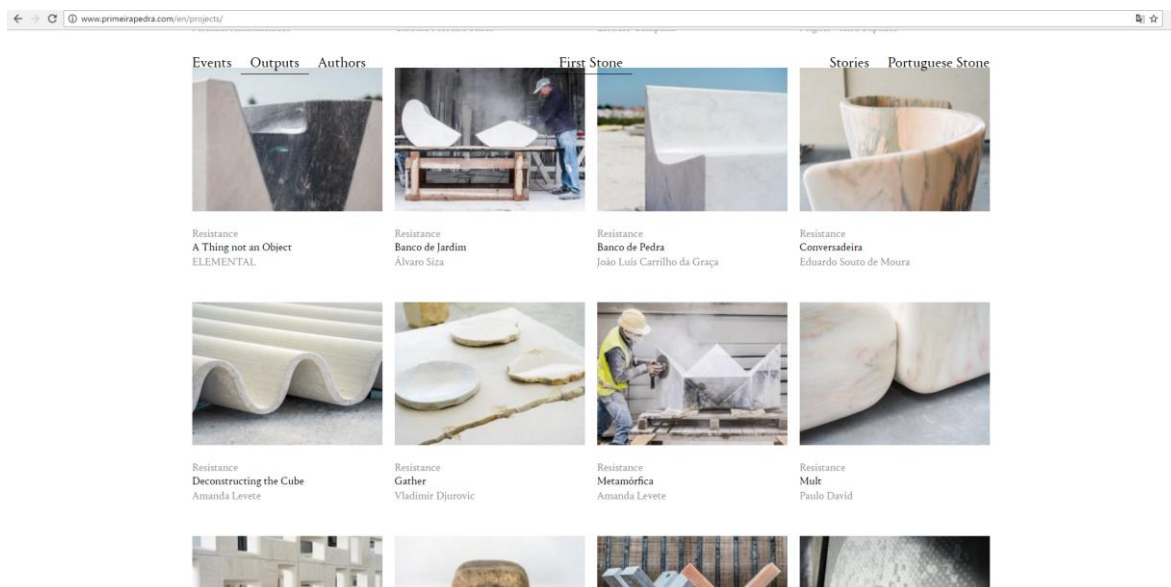 www.primeirapedra.com/en/projects/
Events Outputs Authors First Stone Stories Portuguese Stone
Resistance
A Thing not an Object
ELEMENTAL
Resistance
Banco de Jardim
Álvaro Siza
Resistance
Banco de Pedra
João Luís Carrilho da Graça
Resistance
Conversadeira
Eduardo Souto de Moura
Resistance
Deconstructing the Cube
Amanda Levete
Resistance
Gather
Vladimir Djurovic
Resistance
Metamórfica
Amanda Levete
Resistance
Mult
Paulo David